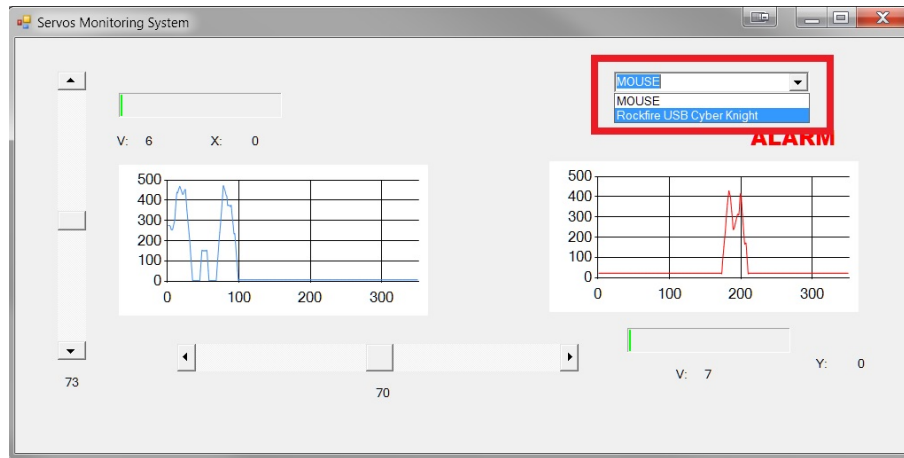 Servos Monitoring System
MOUSE
MOUSE
Rockfire USB Cyber Knight
ALARM
V: 6 X: 0
500
400
300
200
100
0
0 100 200 300
500
400
300
200
100
0
0 100 200 300
73
70
V: 7 Y: 0